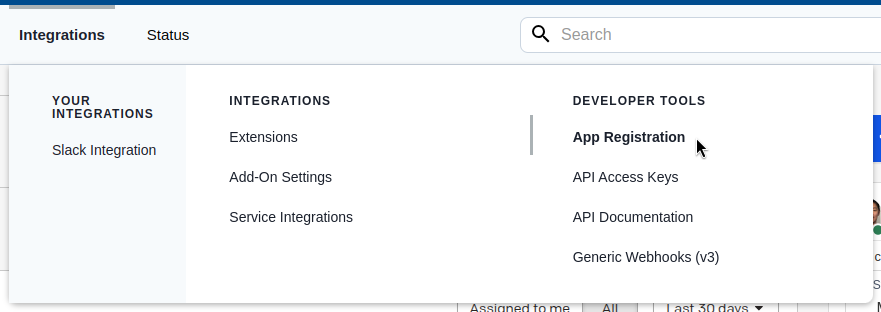 Integrations
Status
Search
YOUR
INTEGRATIONS
Slack Integration
INTEGRATIONS
Extensions
Add-On Settings
Service Integrations
DEVELOPER TOOLS
App Registration
API Access Keys
API Documentation
Generic Webhooks (v3)
Assigned to me
All
Last 30 days